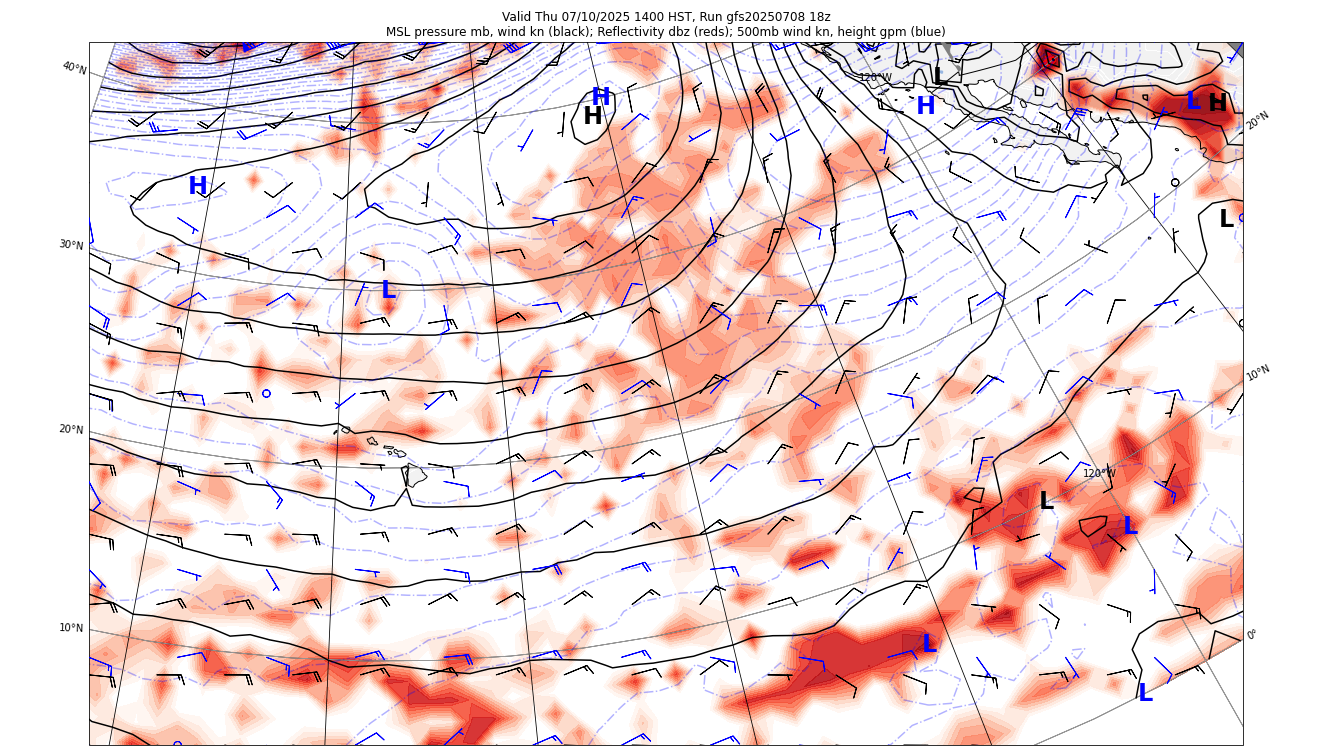 Valid Thu 07/10/2025 1400 HST, Run gfs20250708 18z
MSL pressure mb, wind kn (black); Reflectivity dbz (reds); 500mb wind kn, height gpm (blue)
40°N
120°W
L
H
H
H
L
H
20°N
H
L
30°N
L
10°N
20°N
120°W
L
L
10°N
L
0°
L